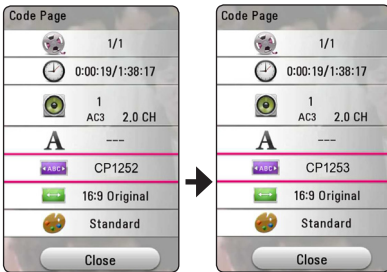 Code Page
1/1
0:00:19/1:38:17
1
AC3 2.0 CH
A
---
ABC
CP1252
16:9 Original
Standard
Close
Code Page
1/1
0:00:19/1:38:17
1
AC3 2.0 CH
A
---
ABC
CP1253
16:9 Original
Standard
Close